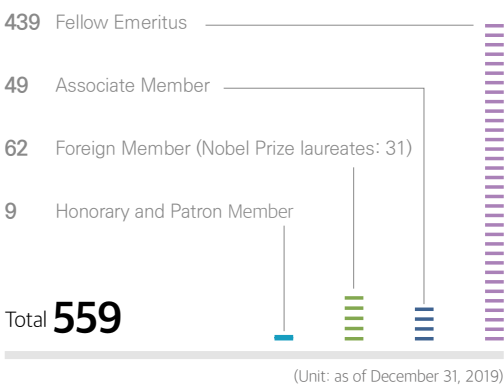 439 Fellow Emeritus
49 Associate Member
62 Foreign Member (Nobel Prize laureates: 31)
9 Honorary and Patron Member
Total 559
(Unit: as of December 31, 2019)